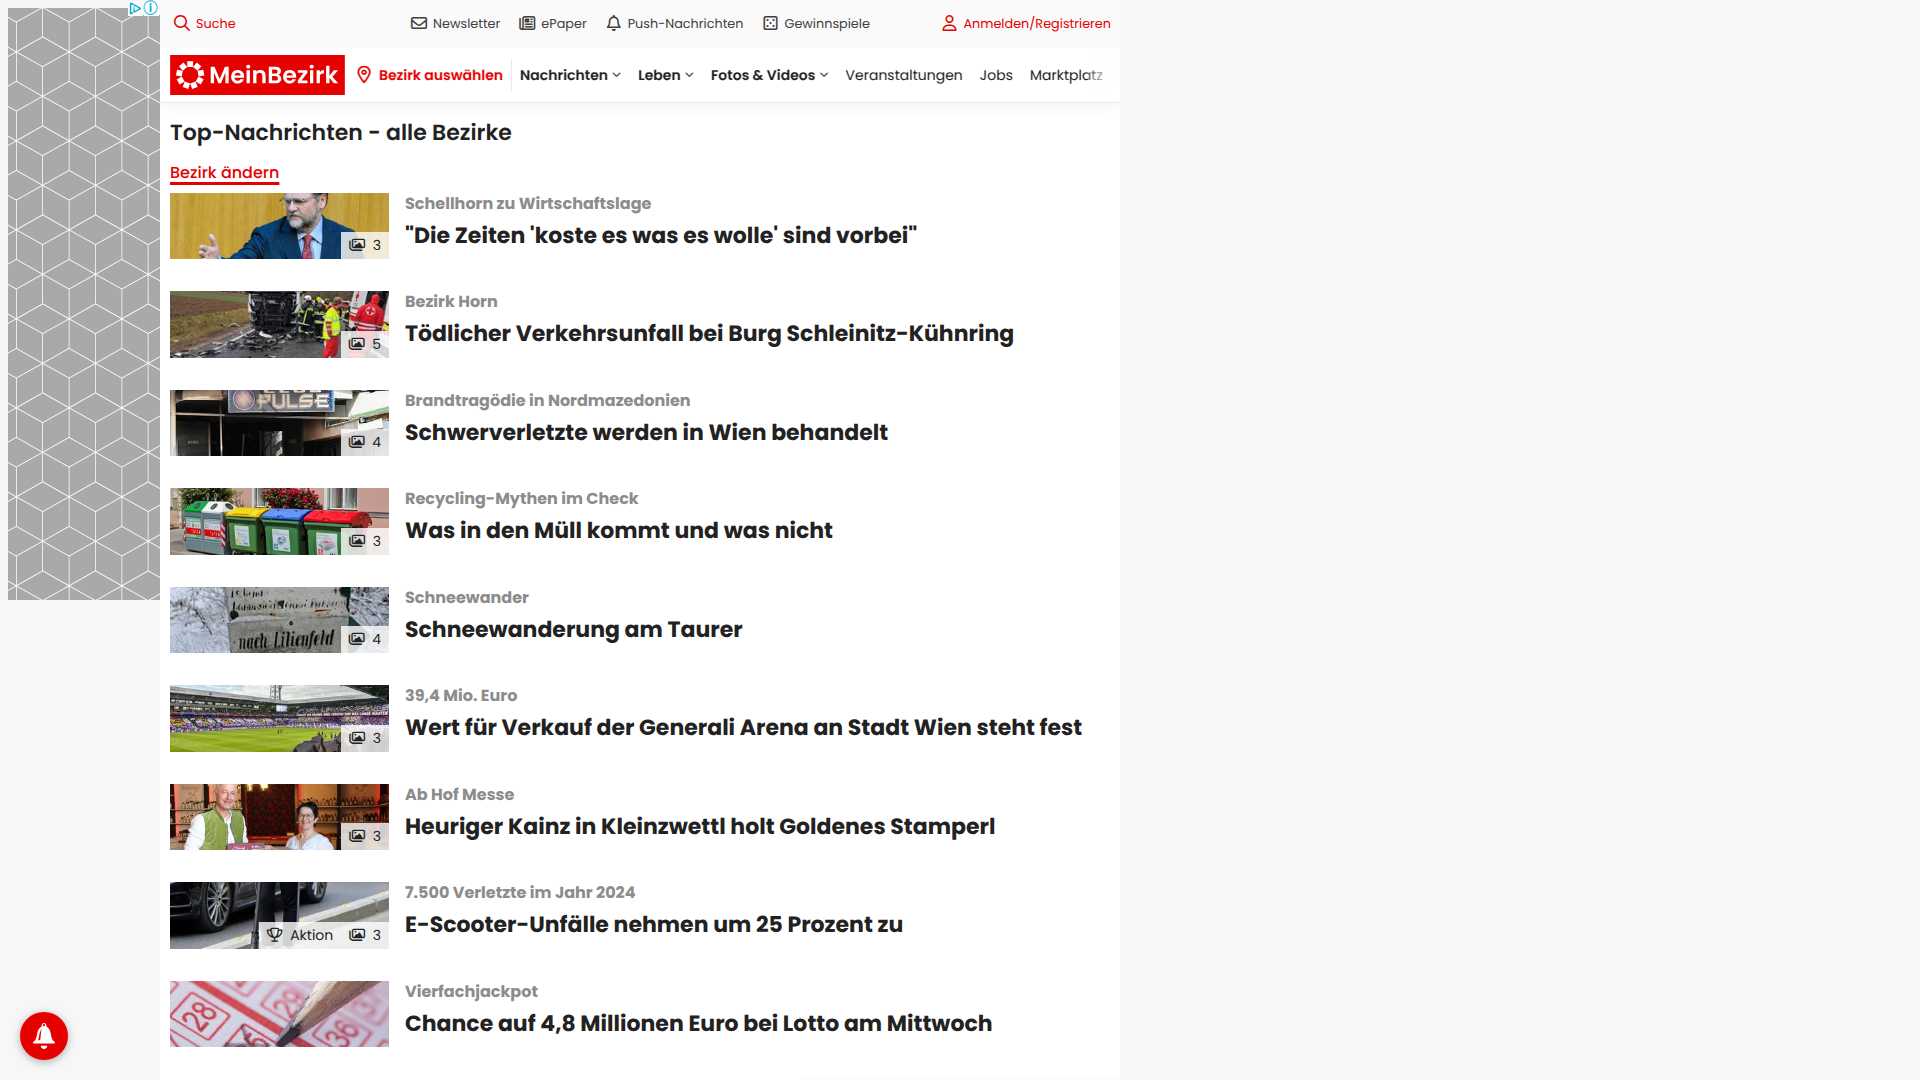 Suche
Newsletter
ePaper
Push-Nachrichten
Gewinnspiele
Anmelden/Registrieren
MeinBezirk
Bezirk auswählen
Nachrichten
Leben
Fotos & Videos
Veranstaltungen
Jobs
Marktplatz
Top-Nachrichten - alle Bezirke
Bezirk ändern
3
Schellhorn zu Wirtschaftslage
"Die Zeiten 'koste es was es wolle' sind vorbei"
5
Bezirk Horn
Tödlicher Verkehrsunfall bei Burg Schleinitz-Kühnring
PULSE
4
Brandtragödie in Nordmazedonien
Schwerverletzte werden in Wien behandelt
3
Recycling-Mythen im Check
Was in den Müll kommt und was nicht
nach Lilienfeld
4
Schneewander
Schneewanderung am Taurer
3
39,4 Mio. Euro
Wert für Verkauf der Generali Arena an Stadt Wien steht fest
3
Ab Hof Messe
Heuriger Kainz in Kleinzwettl holt Goldenes Stamperl
Aktion
3
7.500 Verletzte im Jahr 2024
E-Scooter-Unfälle nehmen um 25 Prozent zu
28
29
36
Vierfachjackpot
Chance auf 4,8 Millionen Euro bei Lotto am Mittwoch